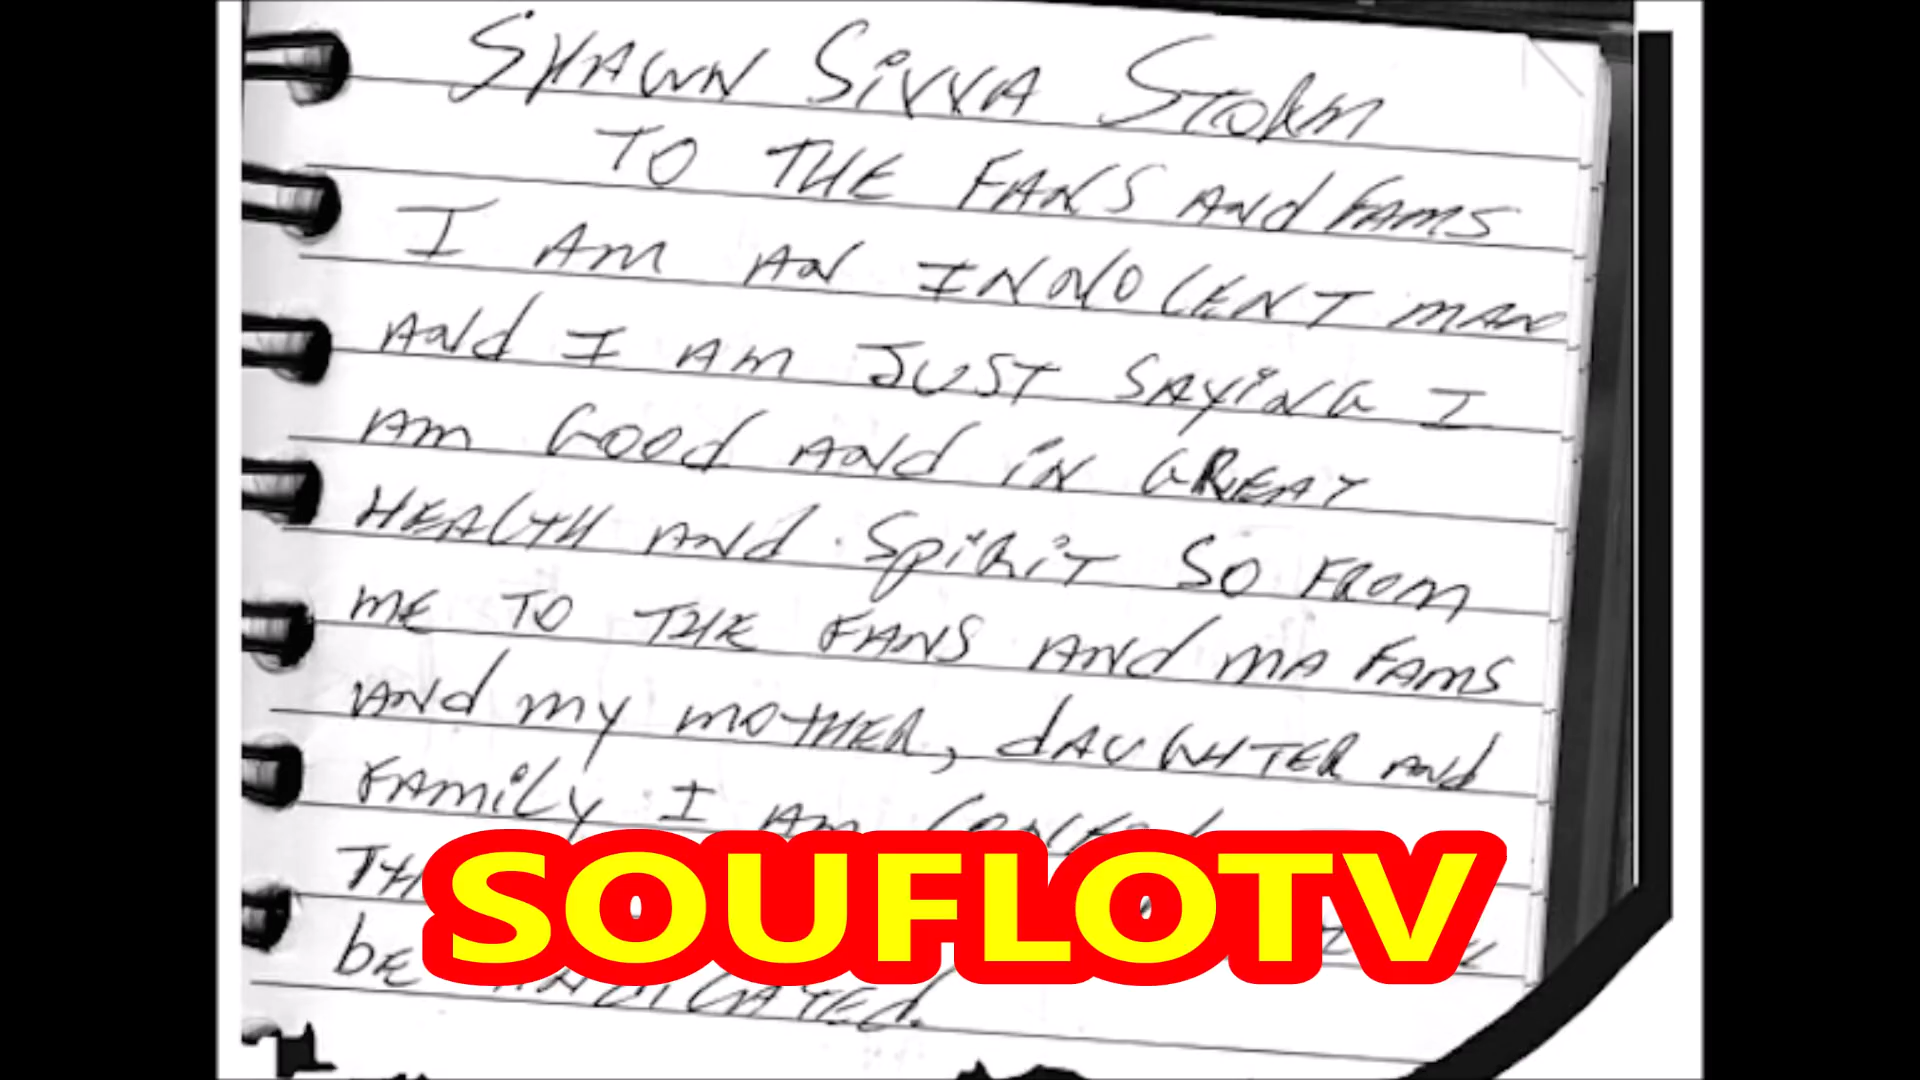 SHAWN SiVVA STORM
TO THE FANS AND FAMS
I AM AN INNOCENT MAN
ANd I AM JUST SAYiNG I
AM GOOd ANd iN GREAT
HEALTH ANd SpiRiT SO FROM
ME TO THE FANS ANd MA FAMS
ANd My MOTHER, dAUGHTER ANd
FAMiLy I AM
SOUFLOTV
bE